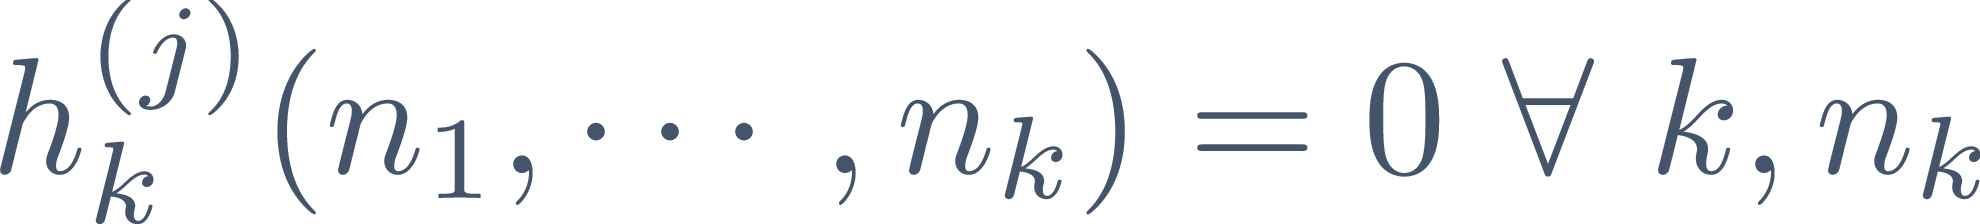 h_k^{(j)}(n_1, \cdots, n_k) = 0 \forall k, n_k